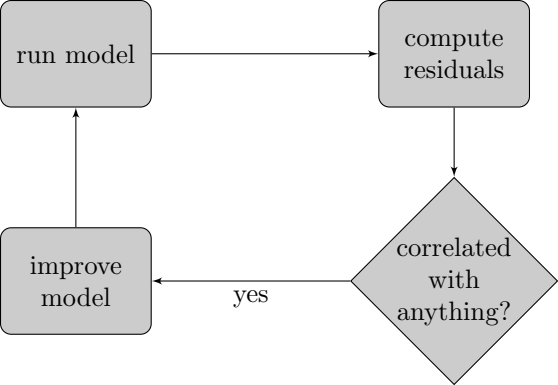 run model
compute
residuals
correlated
with
anything?
yes
improve
model